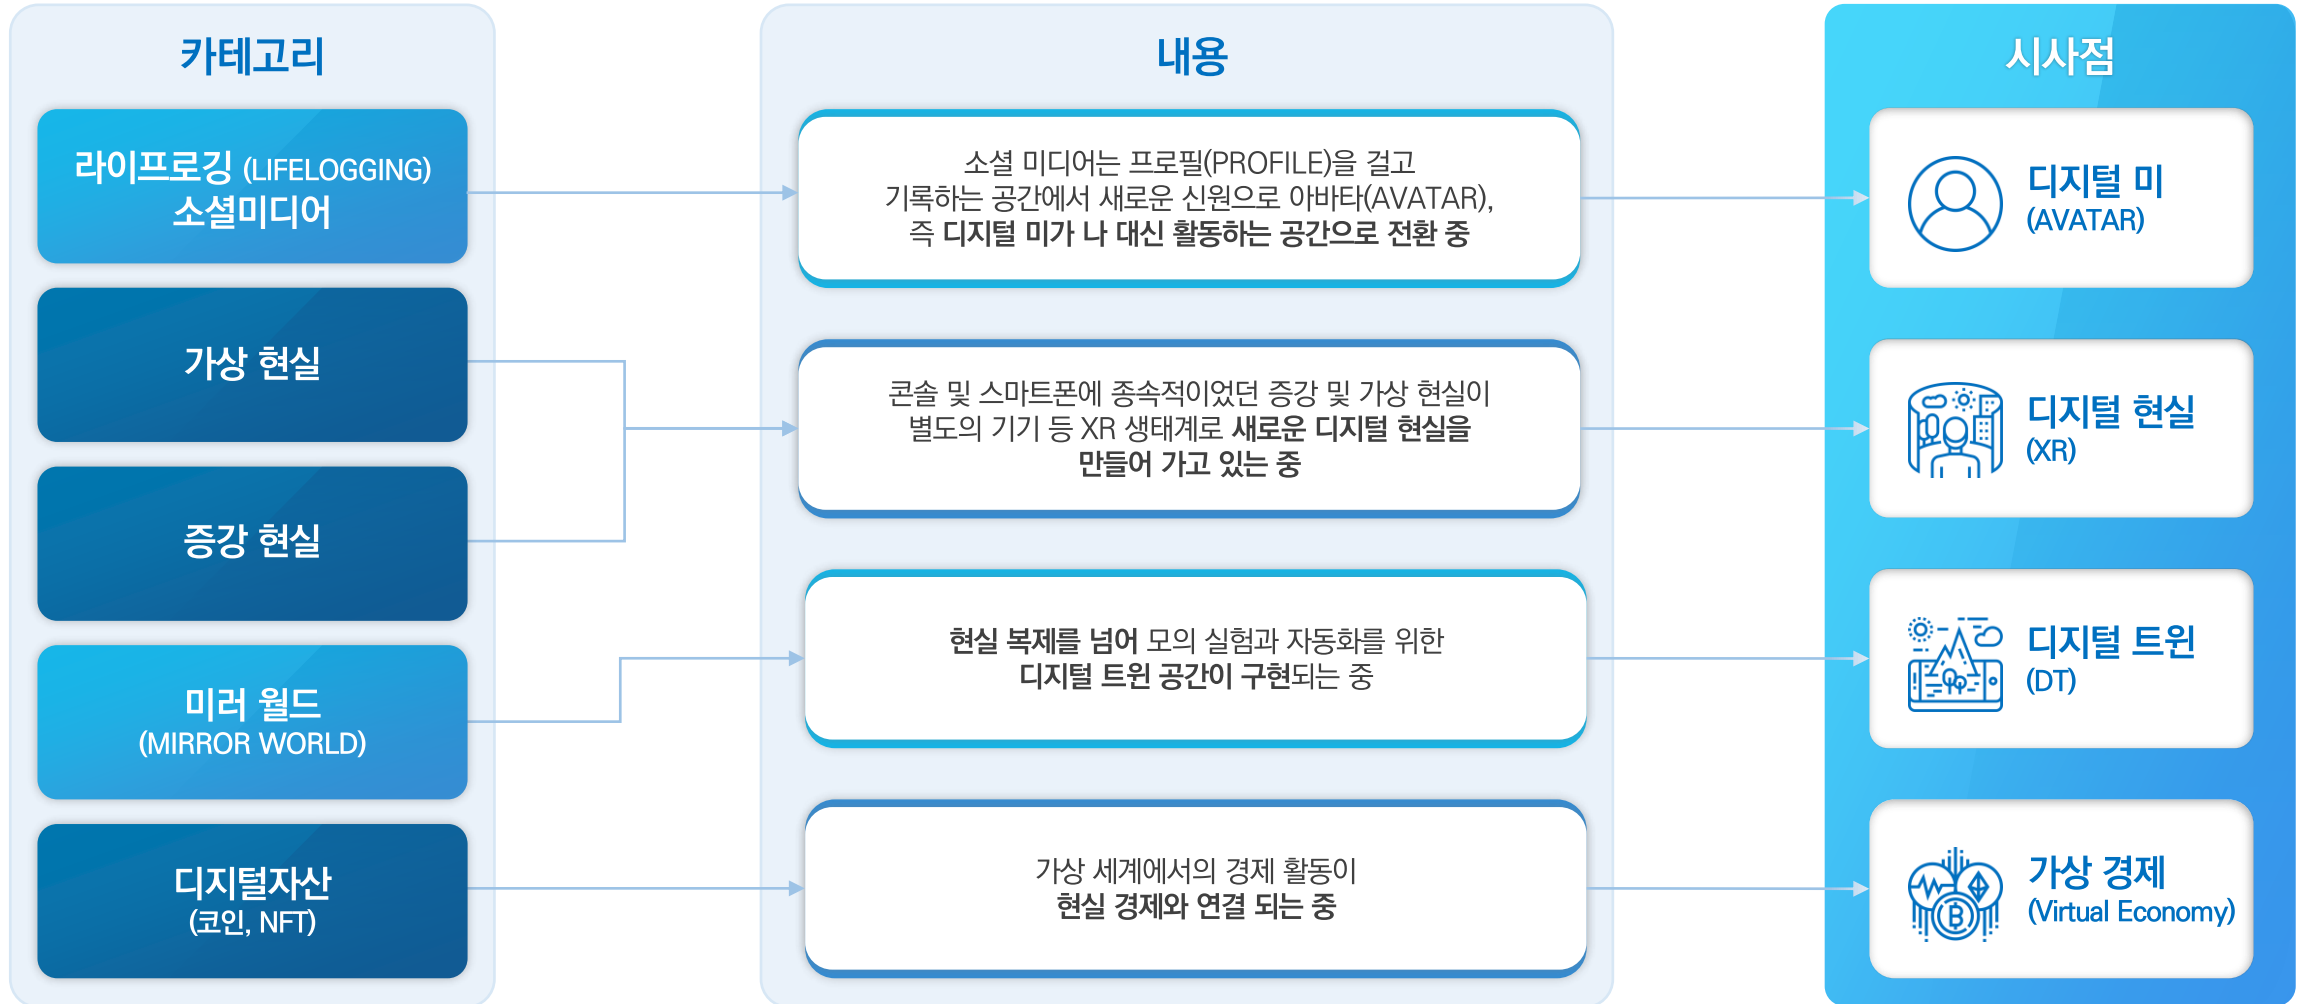 카테고리
라이프로깅 (LIFELOGGING)
소셜미디어
가상 현실
증강 현실
미러 월드
(MIRROR WORLD)
디지털자산
(코인, NFT)
내용
소셜 미디어는 프로필(PROFILE)을 걸고
기록하는 공간에서 새로운 신원으로 아바타(AVATAR),
즉 디지털 미가 나 대신 활동하는 공간으로 전환 중
콘솔 및 스마트폰에 종속적이었던 증강 및 가상 현실이
별도의 기기 등 XR 생태계로 새로운 디지털 현실을
만들어 가고 있는 중
현실 복제를 넘어 모의 실험과 자동화를 위한
디지털 트윈 공간이 구현되는 중
가상 세계에서의 경제 활동이
현실 경제와 연결 되는 중
시사점
디지털 미
(AVATAR)
디지털 현실
(XR)
디지털 트윈
(DT)
가상 경제
(Virtual Economy)